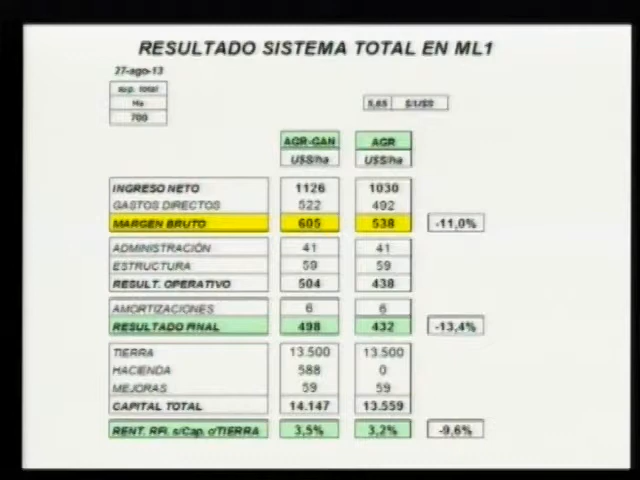 RESULTADO SISTEMA TOTAL EN ML1
27-ago-13
sup. total
Ha
700
5,65 $/US$
AGR-GAN AGR
US$/ha US$/ha
INGRESO NETO 1126 1030
GASTOS DIRECTOS 522 492
MARGEN BRUTO 605 538 -11,0%
ADMINISTRACIÓN 41 41
ESTRUCTURA 59 59
RESULT. OPERATIVO 504 438
AMORTIZACIONES 6 6
RESULTADO FINAL 498 432 -13,4%
TIERRA 13.500 13.500
HACIENDA 588 0
MEJORAS 59 59
CAPITAL TOTAL 14.147 13.559
RENT. RFI. s/Cap. c/TIERRA 3,5% 3,2% -9,6%